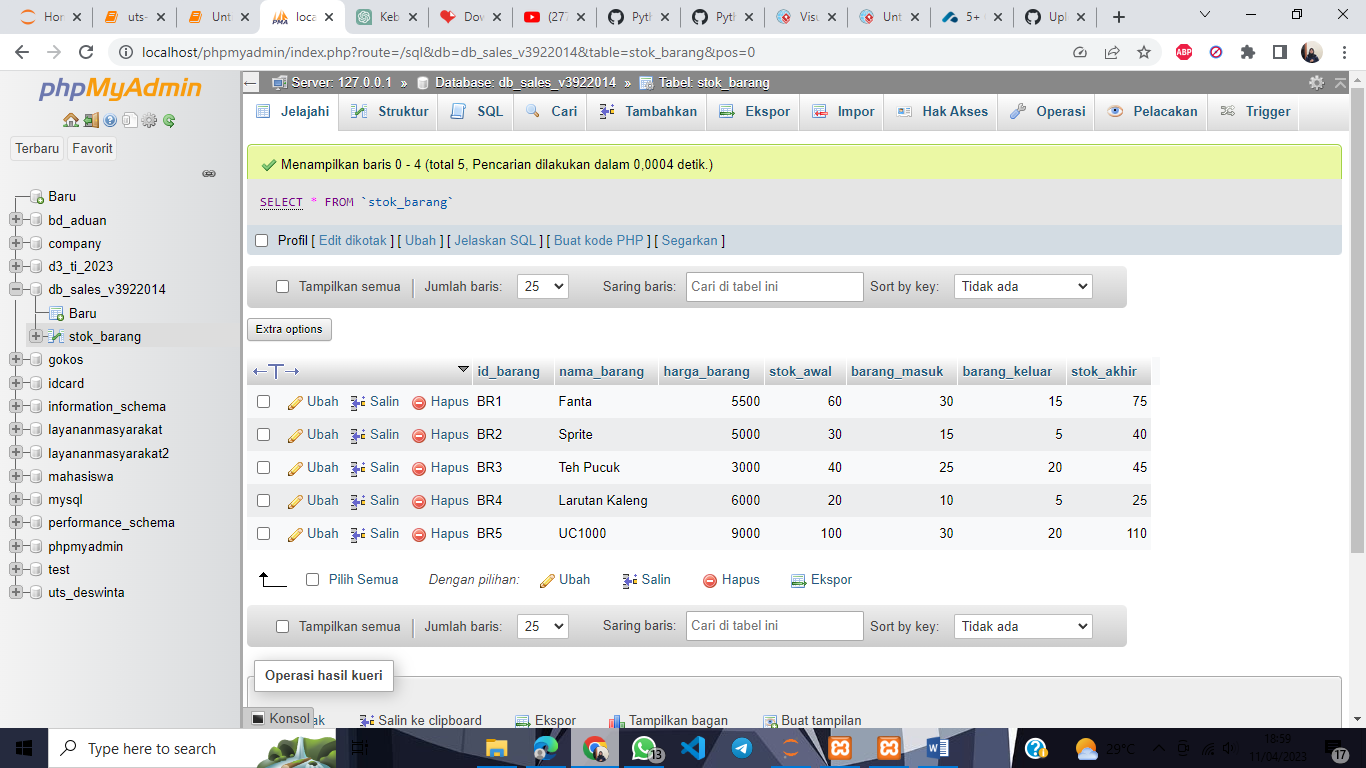 Hor
uts-
Unti
loca
Keb
Dov
(277
Pyth
Pyth
Visu
Unt
5+
Upl
localhost/phpmyadmin/index.php?route=/sql&db=db_sales_v3922014&table=stok_barang&pos=0
ABP
phpMyAdmin
Terbaru Favorit
Baru
bd_aduan
company
d3_ti_2023
db_sales_v3922014
Baru
stok_barang
gokos
idcard
information_schema
layananmasyarakat
layananmasyarakat2
mahasiswa
mysql
performance_schema
phpmyadmin
test
uts_deswinta
Server: 127.0.0.1 » Database: db_sales_v3922014 » Tabel: stok_barang
Jelajahi Struktur SQL Cari Tambahkan Ekspor Impor Hak Akses Operasi Pelacakan Trigger
Menampilkan baris 0 - 4 (total 5, Pencarian dilakukan dalam 0,0004 detik.)
SELECT * FROM `stok_barang`
Profil [ Edit dikotak ] [ Ubah ] [ Jelaskan SQL ] [ Buat kode PHP ] [ Segarkan ]
Tampilkan semua | Jumlah baris: 25 Saring baris: Cari di tabel ini Sort by key: Tidak ada
Extra options
←T→ id_barang nama_barang harga_barang stok_awal barang_masuk barang_keluar stok_akhir
Ubah Salin Hapus BR1 Fanta 5500 60 30 15 75
Ubah Salin Hapus BR2 Sprite 5000 30 15 5 40
Ubah Salin Hapus BR3 Teh Pucuk 3000 40 25 20 45
Ubah Salin Hapus BR4 Larutan Kaleng 6000 20 10 5 25
Ubah Salin Hapus BR5 UC1000 9000 100 30 20 110
Pilih Semua Dengan pilihan: Ubah Salin Hapus Ekspor
Tampilkan semua | Jumlah baris: 25 Saring baris: Cari di tabel ini Sort by key: Tidak ada
Operasi hasil kueri
Konsol ak Salin ke clipboard Ekspor Tampilkan bagan Buat tampilan
Type here to search
13
29°C
18:59
11/04/2023
17